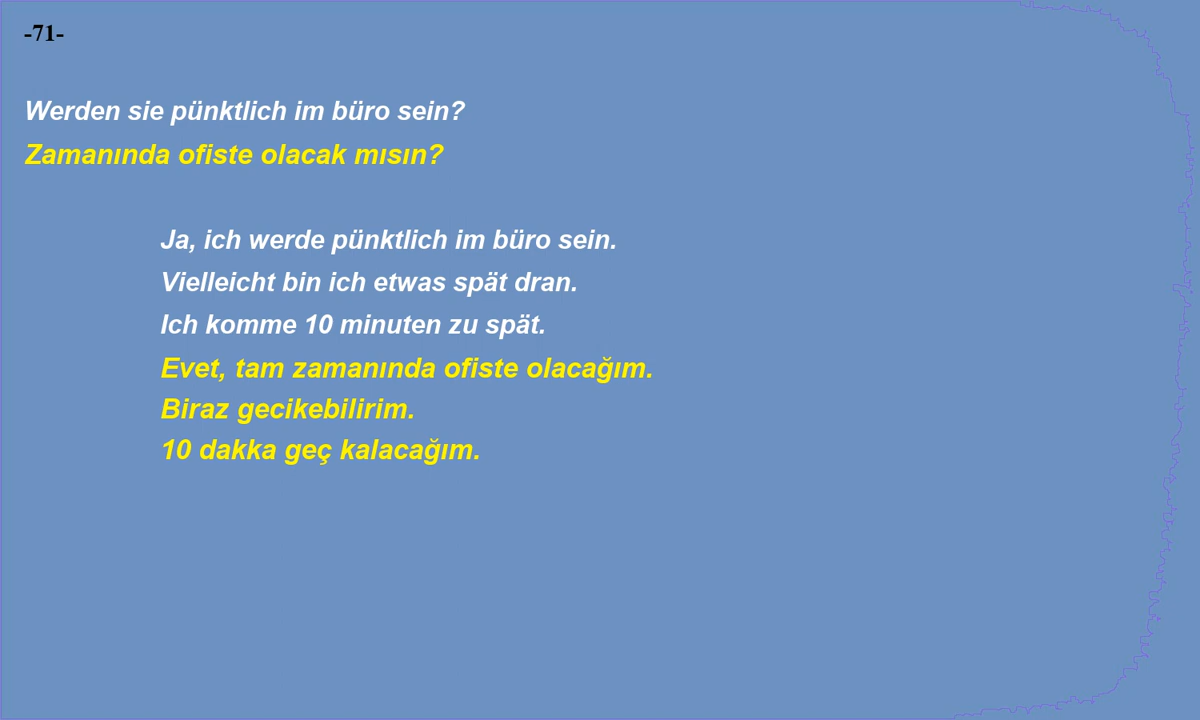 -71-
Werden sie pünktlich im büro sein?
Zamanında ofiste olacak mısın?
Ja, ich werde pünktlich im büro sein.
Vielleicht bin ich etwas spät dran.
Ich komme 10 minuten zu spät.
Evet, tam zamanında ofiste olacağım.
Biraz gecikebilirim.
10 dakka geç kalacağım.